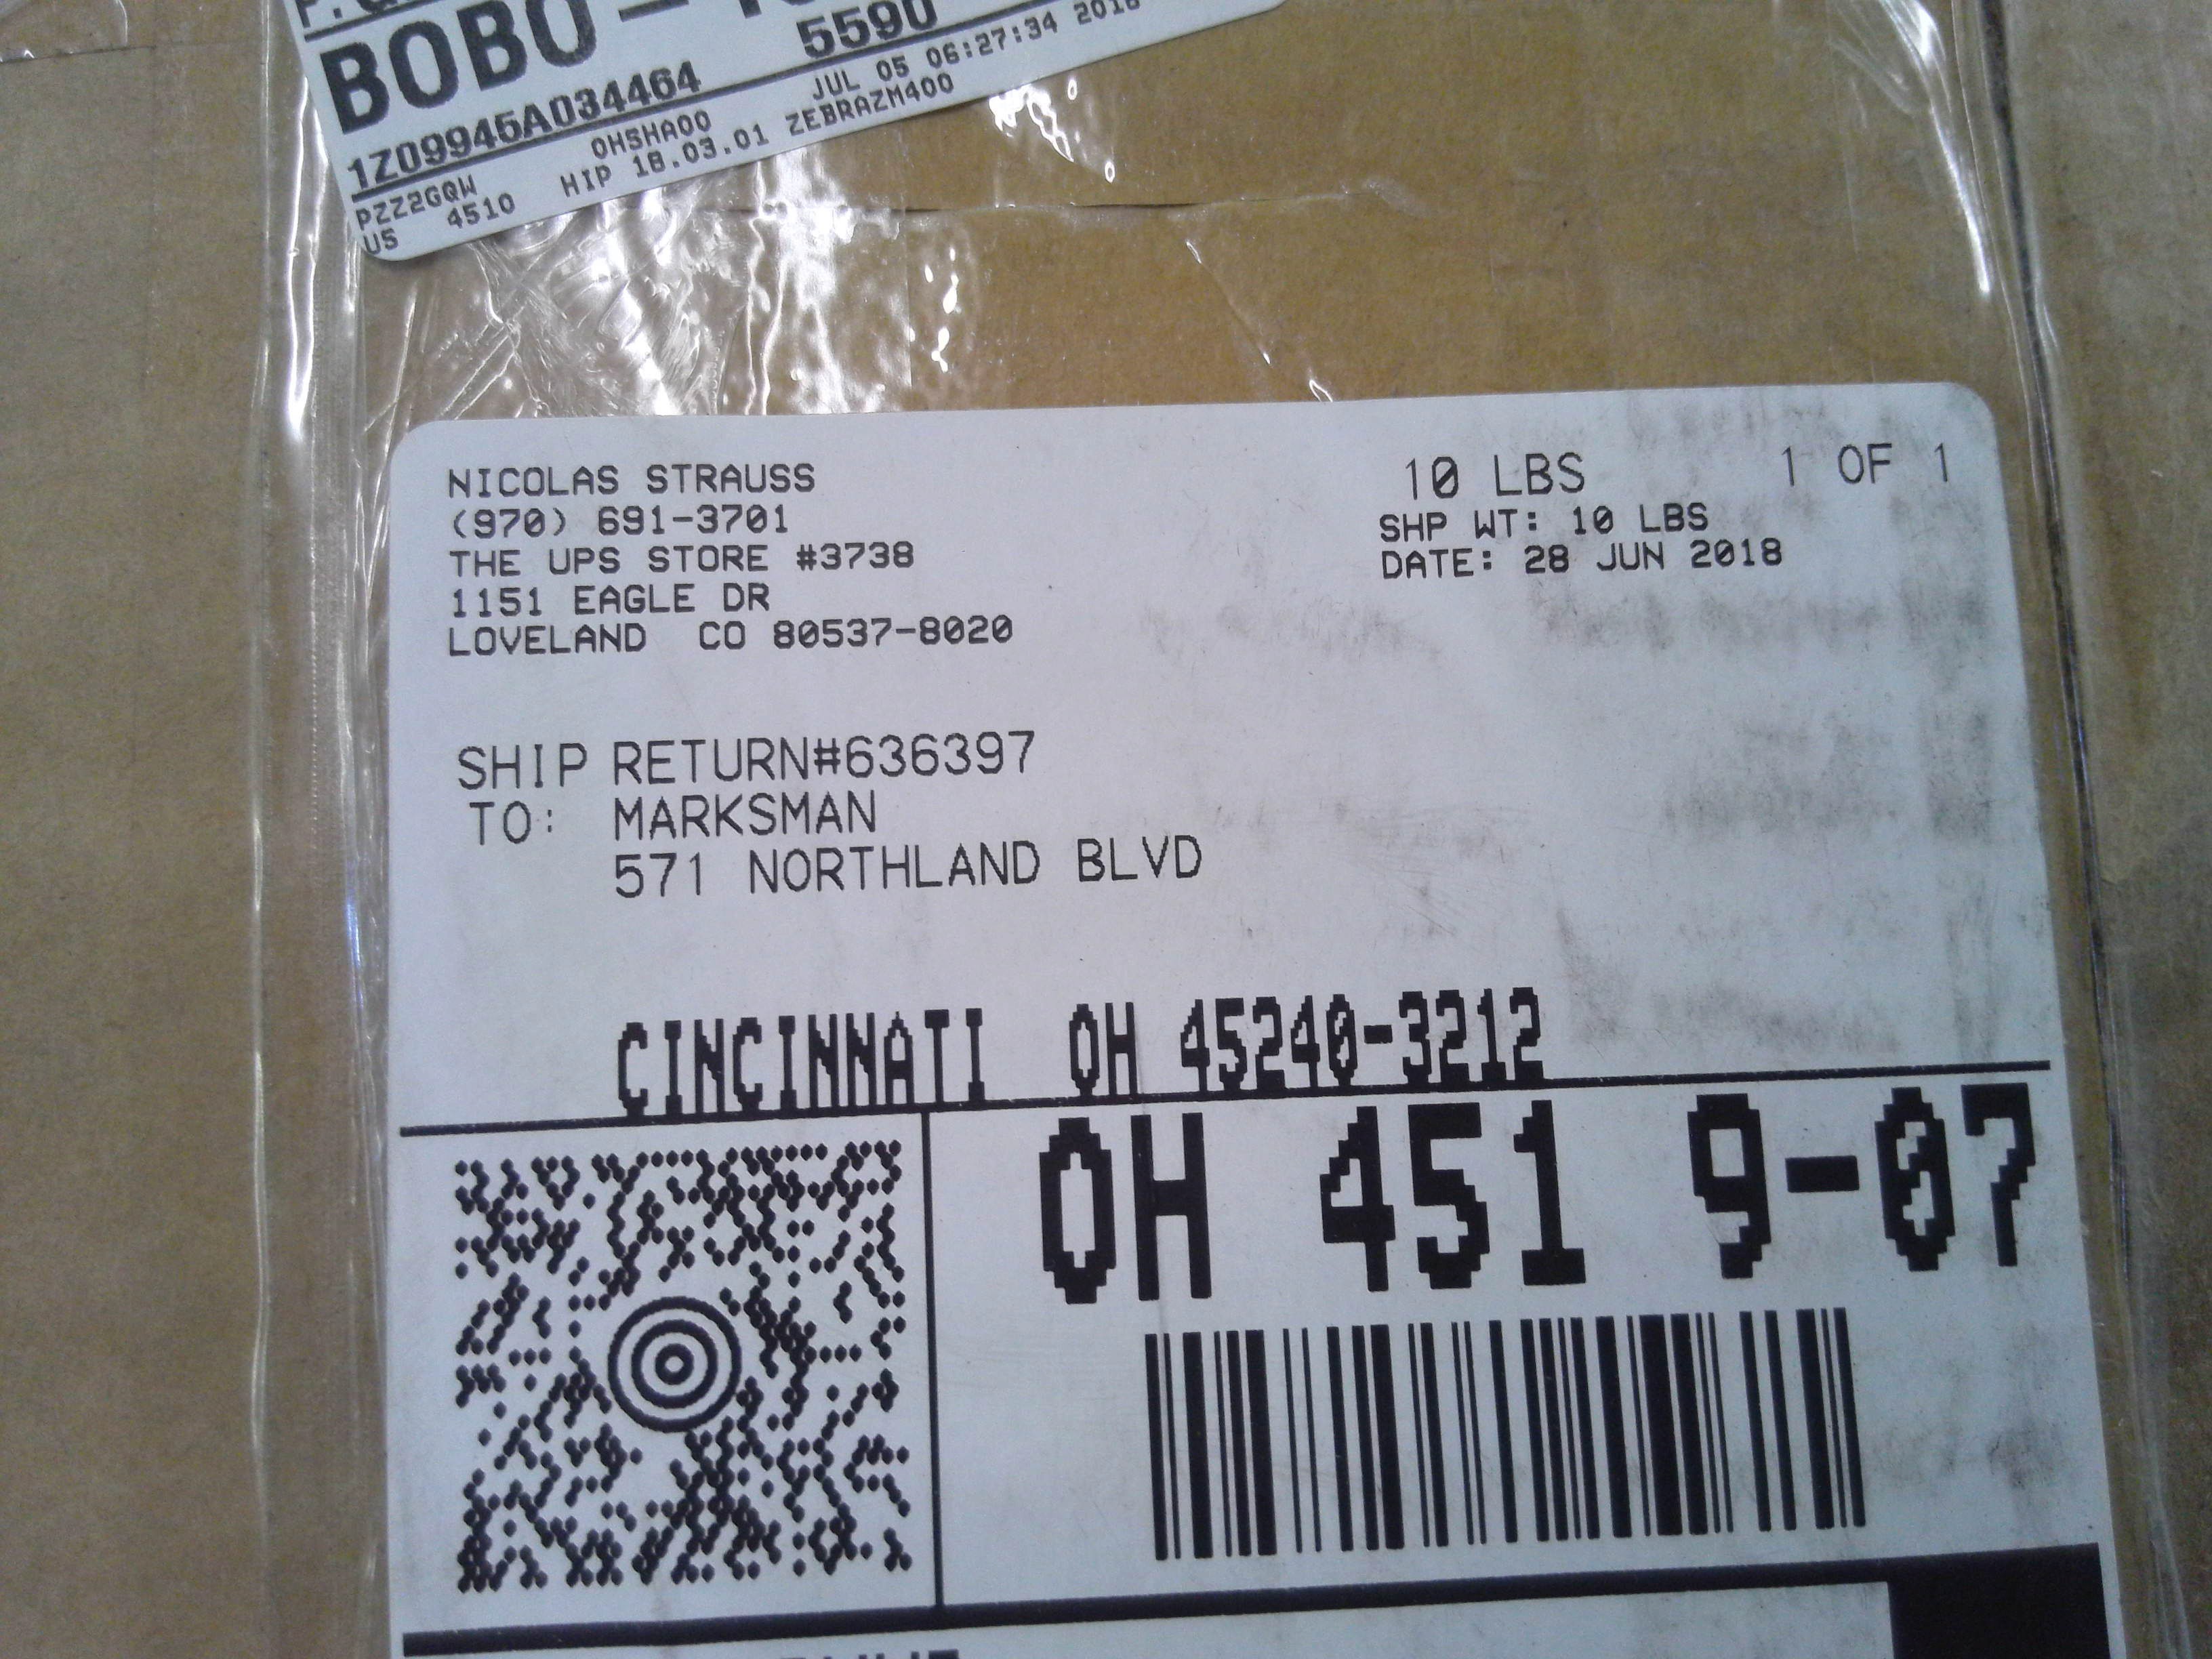 BOBO –
5590
1Z09945A034464
0HSHA00 JUL 05 06:27:34 2018
PZZ2GQW HIP 18.03.01 ZEBRAZM400
US 4510
NICOLAS STRAUSS
(970) 691-3701
THE UPS STORE #3738
1151 EAGLE DR
LOVELAND CO 80537-8020
10 LBS 1 OF 1
SHP WT: 10 LBS
DATE: 28 JUN 2018
SHIP RETURN#636397
TO: MARKSMAN
571 NORTHLAND BLVD
CINCINNATI OH 45240-3212
OH 451 9-07